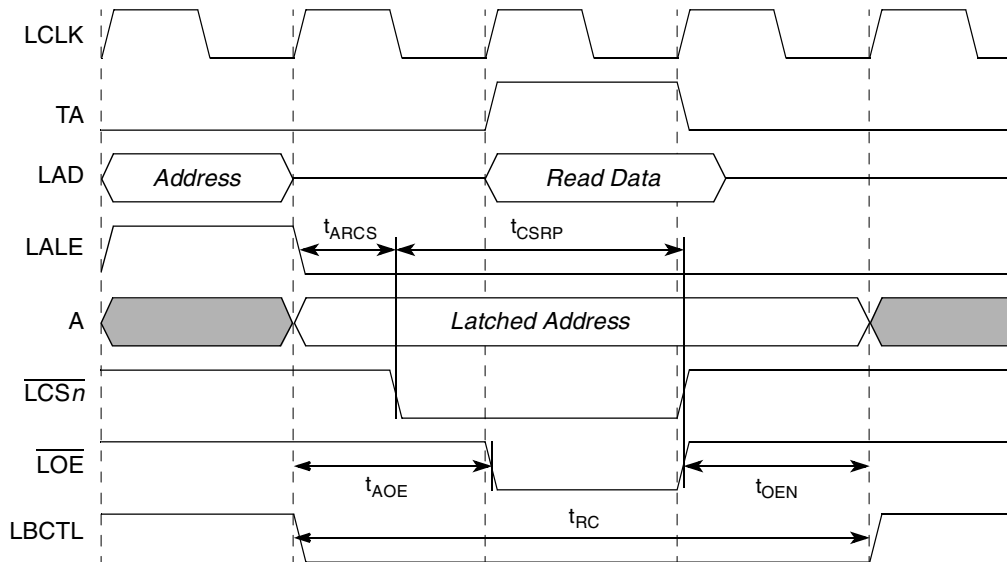 LCLK
TA
LAD Address Read Data
LALE tARCS tCSRP
A Latched Address
LCSn
LOE tAOE tOEN
LBCTL tRC